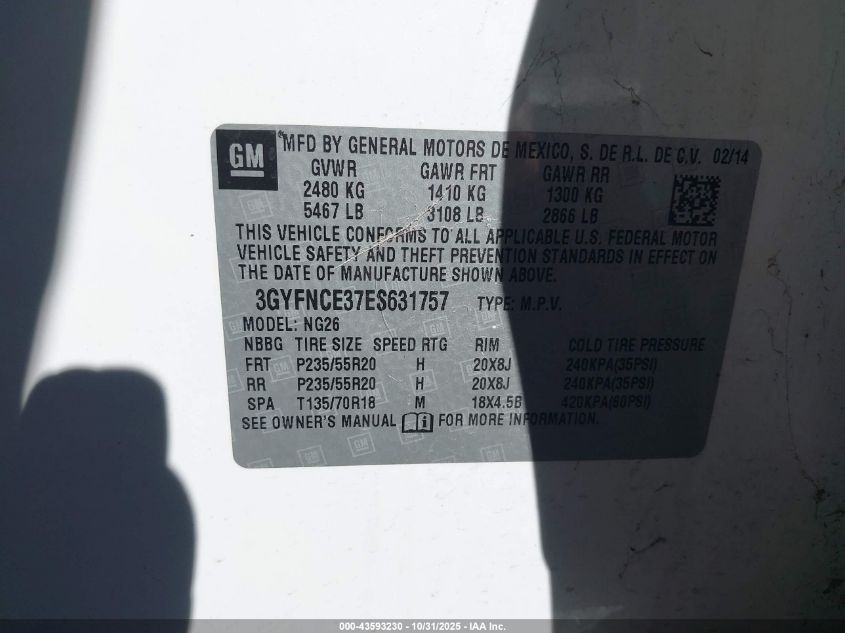 GM
MFD BY GENERAL MOTORS DE MEXICO, S. DE R.L. DE C.V. 02/14
GVWR GAWR FRT GAWR RR
2480 KG 1410 KG 1300 KG
5467 LB 3108 LB 2866 LB
THIS VEHICLE CONFORMS TO ALL APPLICABLE U.S. FEDERAL MOTOR
VEHICLE SAFETY AND THEFT PREVENTION STANDARDS IN EFFECT ON
THE DATE OF MANUFACTURE SHOWN ABOVE.
3GYFNCE37ES631757 TYPE: M.P.V.
MODEL: NG26
NBBG TIRE SIZE SPEED RTG RIM COLD TIRE PRESSURE
FRT P235/55R20 H 20X8J 240KPA(35PSI)
RR P235/55R20 H 20X8J 240KPA(35PSI)
SPA T135/70R18 M 18X4.5B 420KPA(60PSI)
SEE OWNER'S MANUAL FOR MORE INFORMATION.
000-43593230 - 10/31/2025 - IAA Inc.